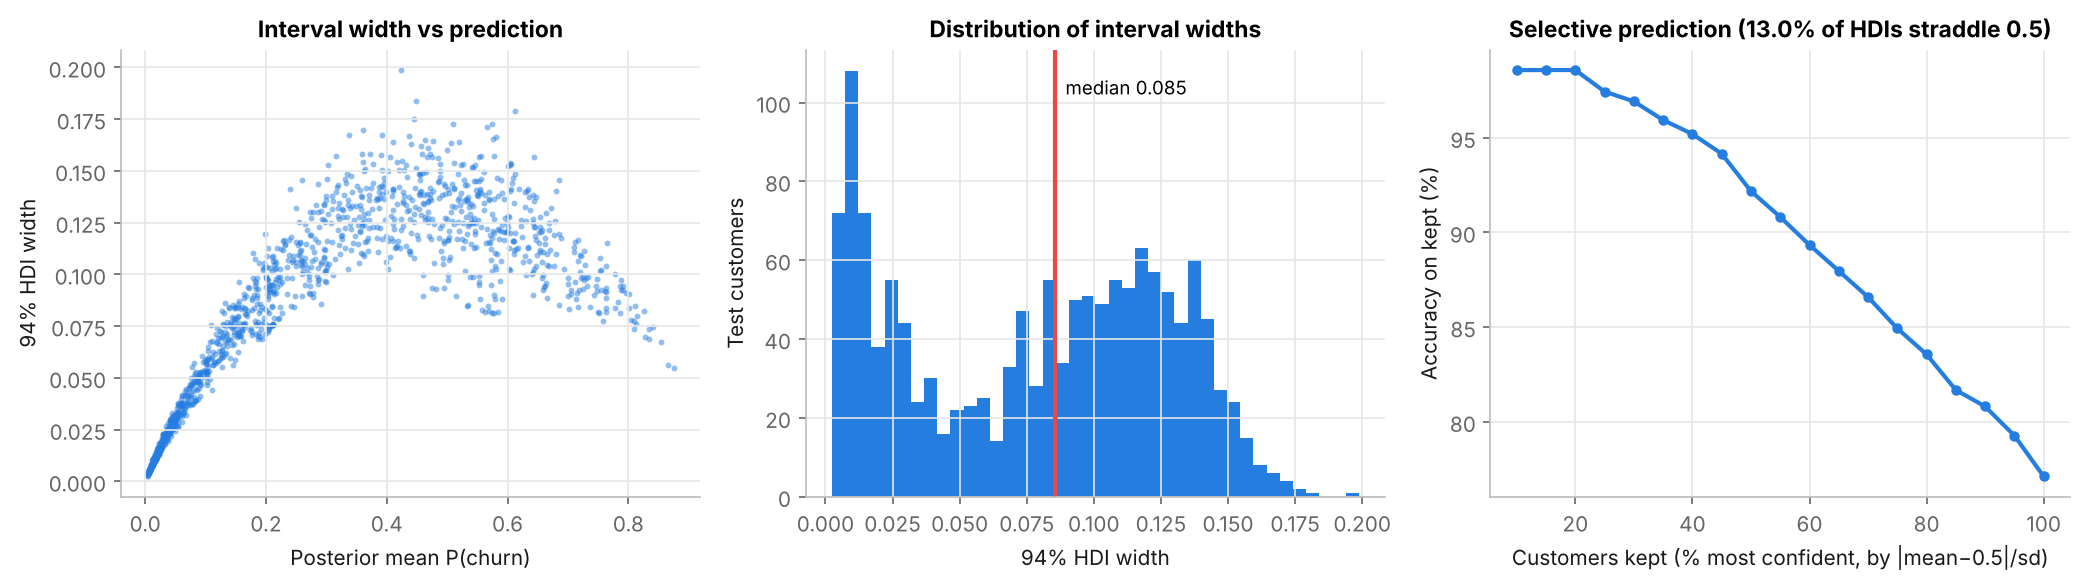 Interval width vs prediction
94% HDI width
0.200
0.175
0.150
0.125
0.100
0.075
0.050
0.025
0.000
0.0 0.2 0.4 0.6 0.8
Posterior mean P(churn)
Distribution of interval widths
median 0.085
Test customers
100
80
60
40
20
0
0.000 0.025 0.050 0.075 0.100 0.125 0.150 0.175 0.200
94% HDI width
Selective prediction (13.0% of HDIs straddle 0.5)
Accuracy on kept (%)
95
90
85
80
20 40 60 80 100
Customers kept (% most confident, by |mean−0.5|/sd)